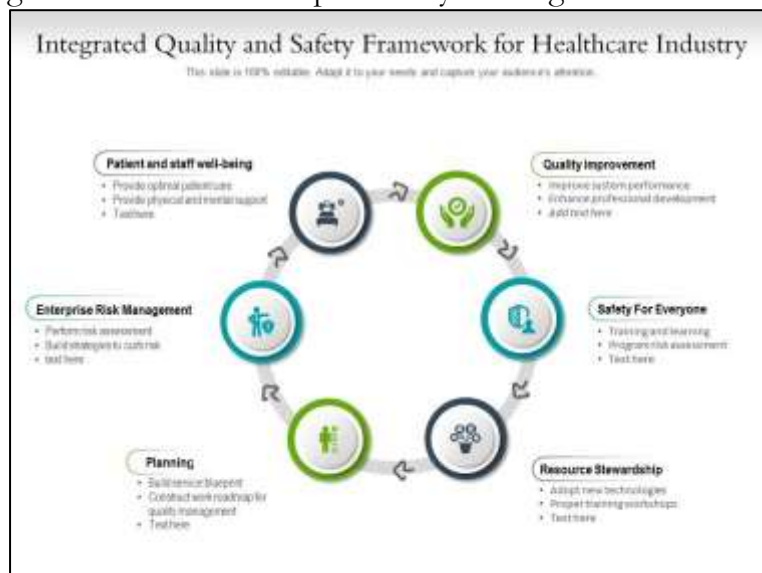 Integrated Quality and Safety Framework for Healthcare Industry
This slide is 100% editable. Adapt it to your needs and capture your audience's attention.
Patient and staff well-being
• Provide optimal patient care
• Provide physical and mental support
• Text here
Quality improvement
• Improve system performance
• Enhance professional development
• Add text here
Enterprise Risk Management
• Perform risk assessment
• Build strategies to curb risk
• text here
Safety For Everyone
• Training and learning
• Program risk assessment
• Text here
Planning
• Build service blueprint
• Construct work roadmap for
quality management
• Text here
Resource Stewardship
• Adopt new technologies
• Proper training workshops
• Text here